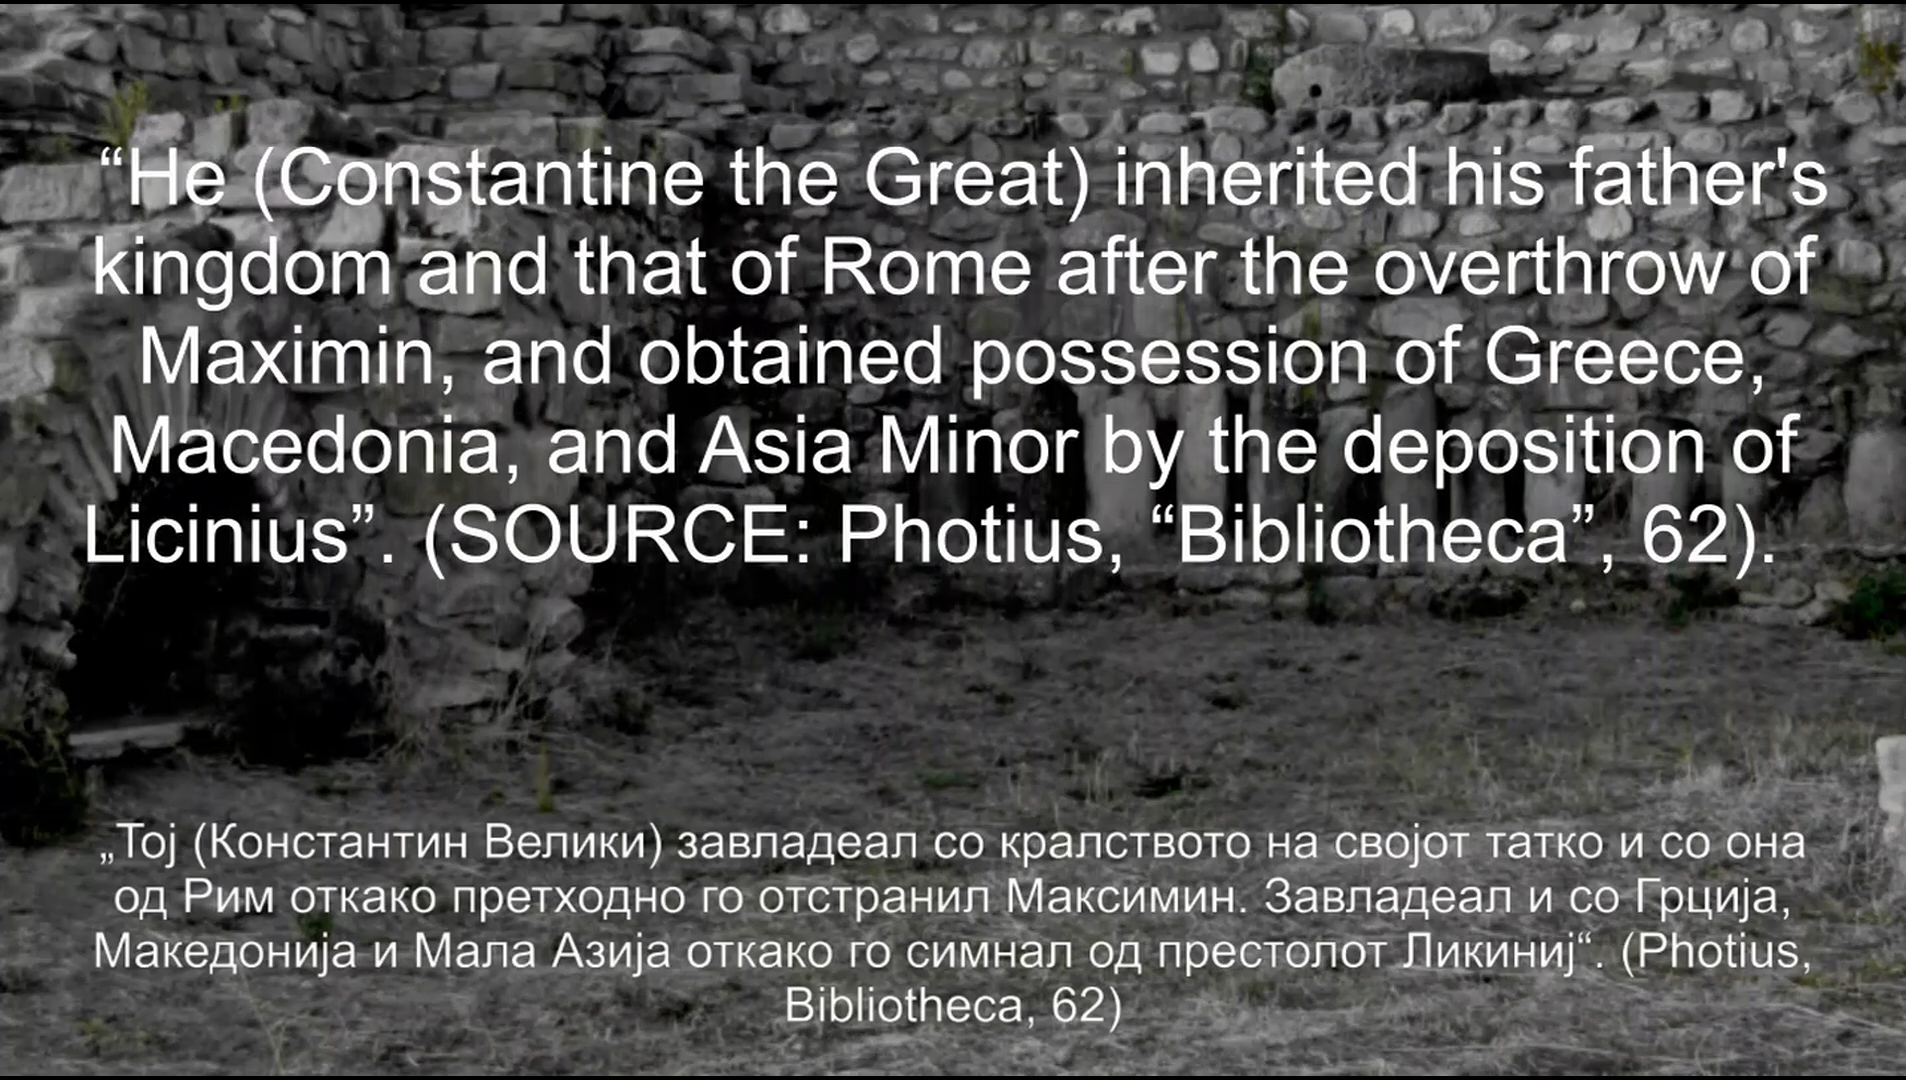 “He (Constantine the Great) inherited his father's
kingdom and that of Rome after the overthrow of
Maximin, and obtained possession of Greece,
Macedonia, and Asia Minor by the deposition of
Licinius”. (SOURCE: Photius, “Bibliotheca”, 62).
„Тој (Константин Велики) завладеал со кралството на својот татко и со она
од Рим откако претходно го отстранил Максимин. Завладеал и со Грција,
Македонија и Мала Азија откако го симнал од престолот Ликиниј“. (Photius,
Bibliotheca, 62)